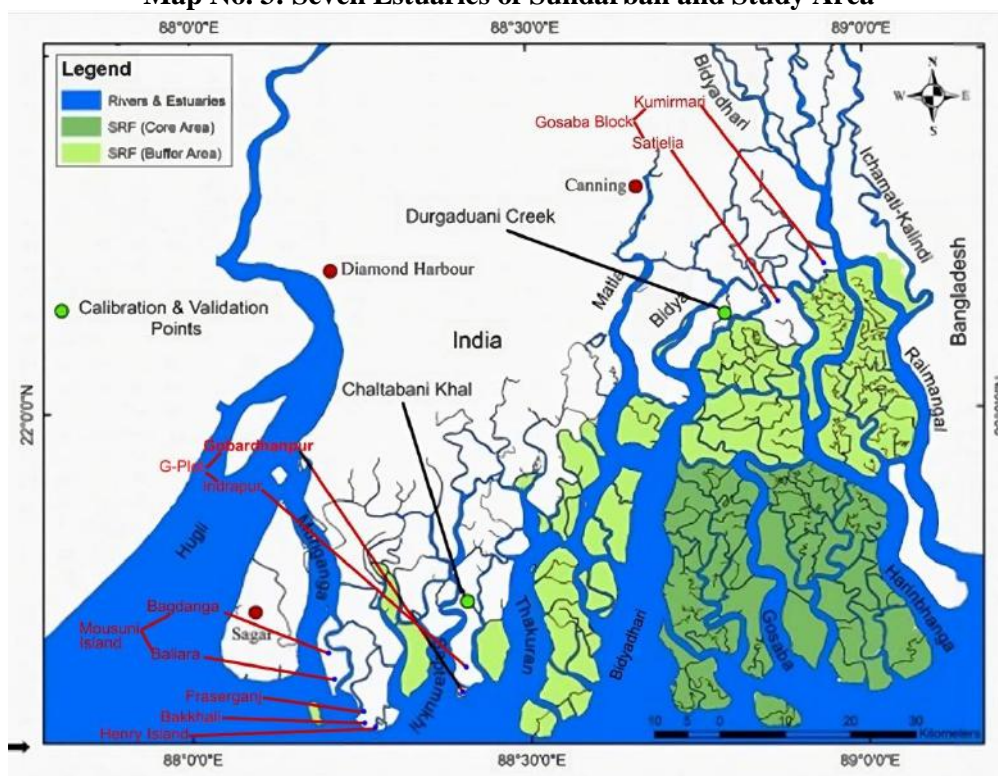 Map No. 3: Seven Estuaries of Sundarban and Study Area
88°0'0"E
88°30'0"E
89°0'0"E
Legend
Rivers & Estuaries
SRF (Core Area)
SRF (Buffer Area)
N
W
E
S
Bidyadhari
Kumirmari
Gosaba Block
Satjelia
Canning
Ichamati-Kalindi
Durgaduani Creek
Diamond Harbour
Matla
Bidya
Bangladesh
Calibration & Validation
Points
India
Chaltabani Khal
Raimangal
22°0'0"N
Gobardhanpur
G-Plot
Indrapur
Hugli
Muriganga
Bagdanga
Mousuni
Island
Sagar
Baliara
Saptamukhi
Thakuran
Bidyadhari
Gosaba
Harinbhanga
Fraserganj
Bakkhali
Henry Island
10 5 0 10 20 30
Kilometers
88°0'0"E
88°30'0"E
89°0'0"E